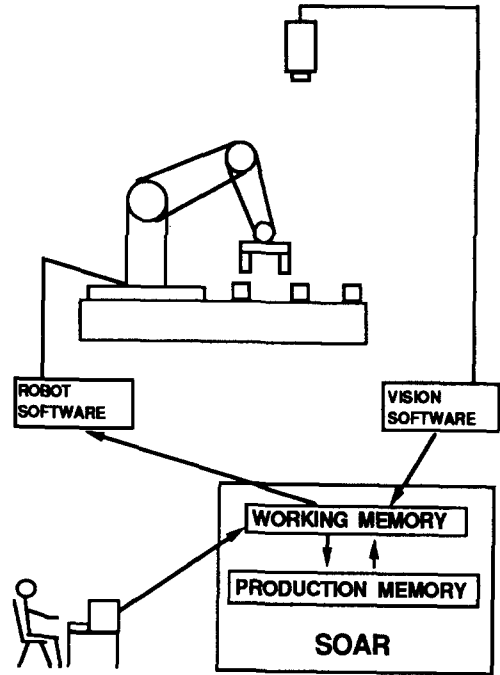 ROBOT
SOFTWARE
VISION
SOFTWARE
WORKING MEMORY
PRODUCTION MEMORY
SOAR